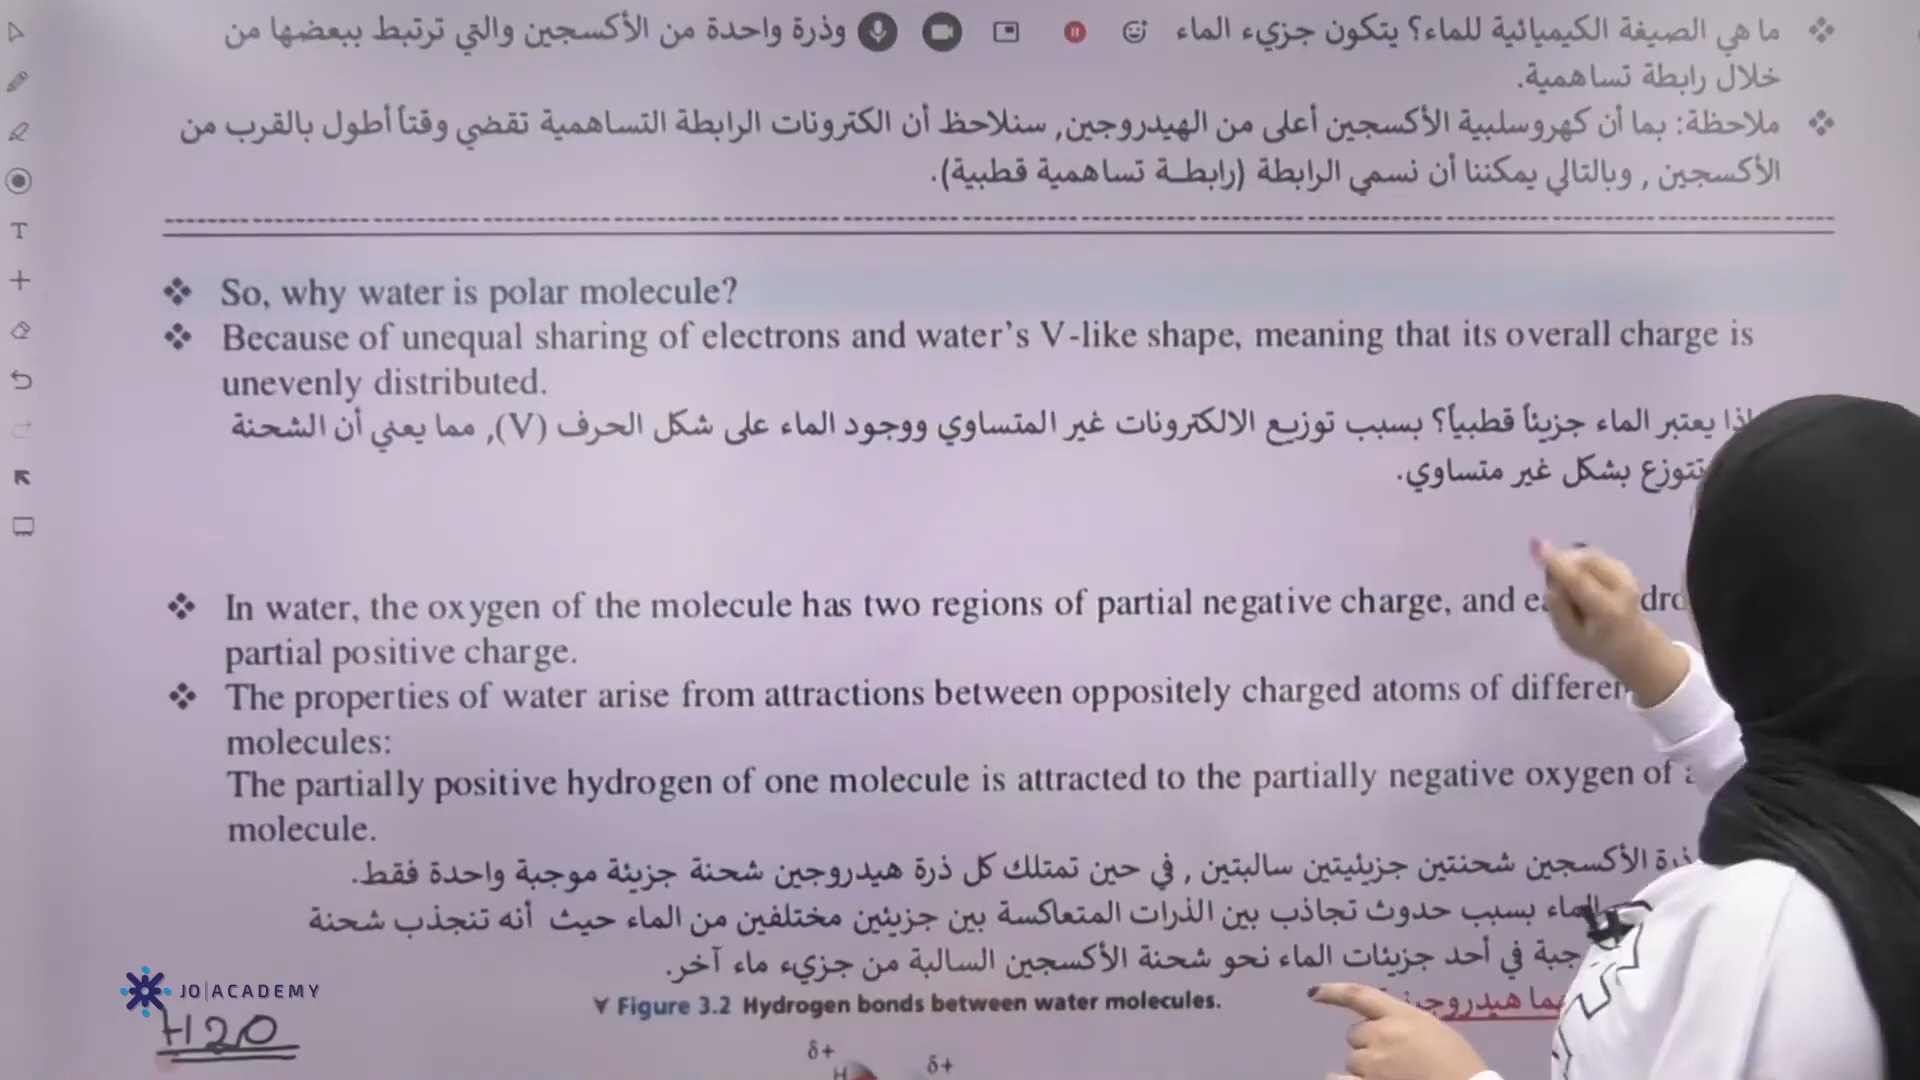 ❖ ما هي الصيغة الكيميائية للماء؟ يتكون جزيء الماء وذرة واحدة من الأكسجين والتي ترتبط ببعضها من
خلال رابطة تساهمية.
❖ ملاحظة: بما أن كهروسلبية الأكسجين أعلى من الهيدروجين, سنلاحظ أن الكترونات الرابطة التساهمية تقضي وقتاً أطول بالقرب من
الأكسجين , وبالتالي يمكننا أن نسمي الرابطة (رابطة تساهمية قطبية).
❖ So, why water is polar molecule?
❖ Because of unequal sharing of electrons and water's V-like shape, meaning that its overall charge is
unevenly distributed.
يعتبر الماء جزيئاً قطبياً؟ بسبب توزيع الالكترونات غير المتساوي ووجود الماء على شكل الحرف (V), مما يعني أن الشحنة
تتوزع بشكل غير متساوي.
❖ In water, the oxygen of the molecule has two regions of partial negative charge, and
partial positive charge.
❖ The properties of water arise from attractions between oppositely charged atoms of
molecules:
The partially positive hydrogen of one molecule is attracted to the partially negative oxygen of
molecule.
ذرة الأكسجين شحنتين جزيئيتين سالبتين , في حين تمتلك كل ذرة هيدروجين شحنة جزيئة موجبة واحدة فقط.
الماء بسبب حدوث تجاذب بين الذرات المتعاكسة بين جزيئين مختلفين من الماء حيث أنه تنجذب شحنة
في أحد جزيئات الماء نحو شحنة الأكسجين السالبة من جزيء ماء آخر.
JO|ACADEMY
Figure 3.2 Hydrogen bonds between water molecules.
H2O
δ+
δ+
H